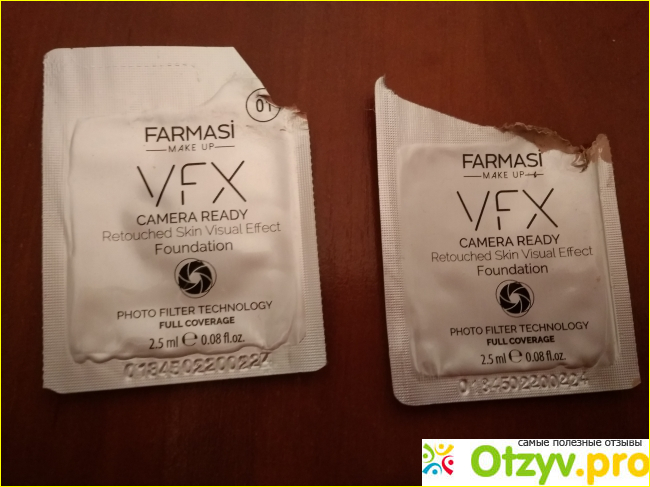 01
FARMASİ
MAKE UP
VFX
CAMERA READY
Retouched Skin Visual Effect
Foundation
PHOTO FILTER TECHNOLOGY
FULL COVERAGE
2.5 ml ℮ 0.08 fl.oz.
FARMASİ
MAKE UP
VFX
CAMERA READY
Retouched Skin Visual Effect
Foundation
PHOTO FILTER TECHNOLOGY
FULL COVERAGE
2.5 ml ℮ 0.08 fl.oz.
самые полезные отзывы
Otzyv.pro